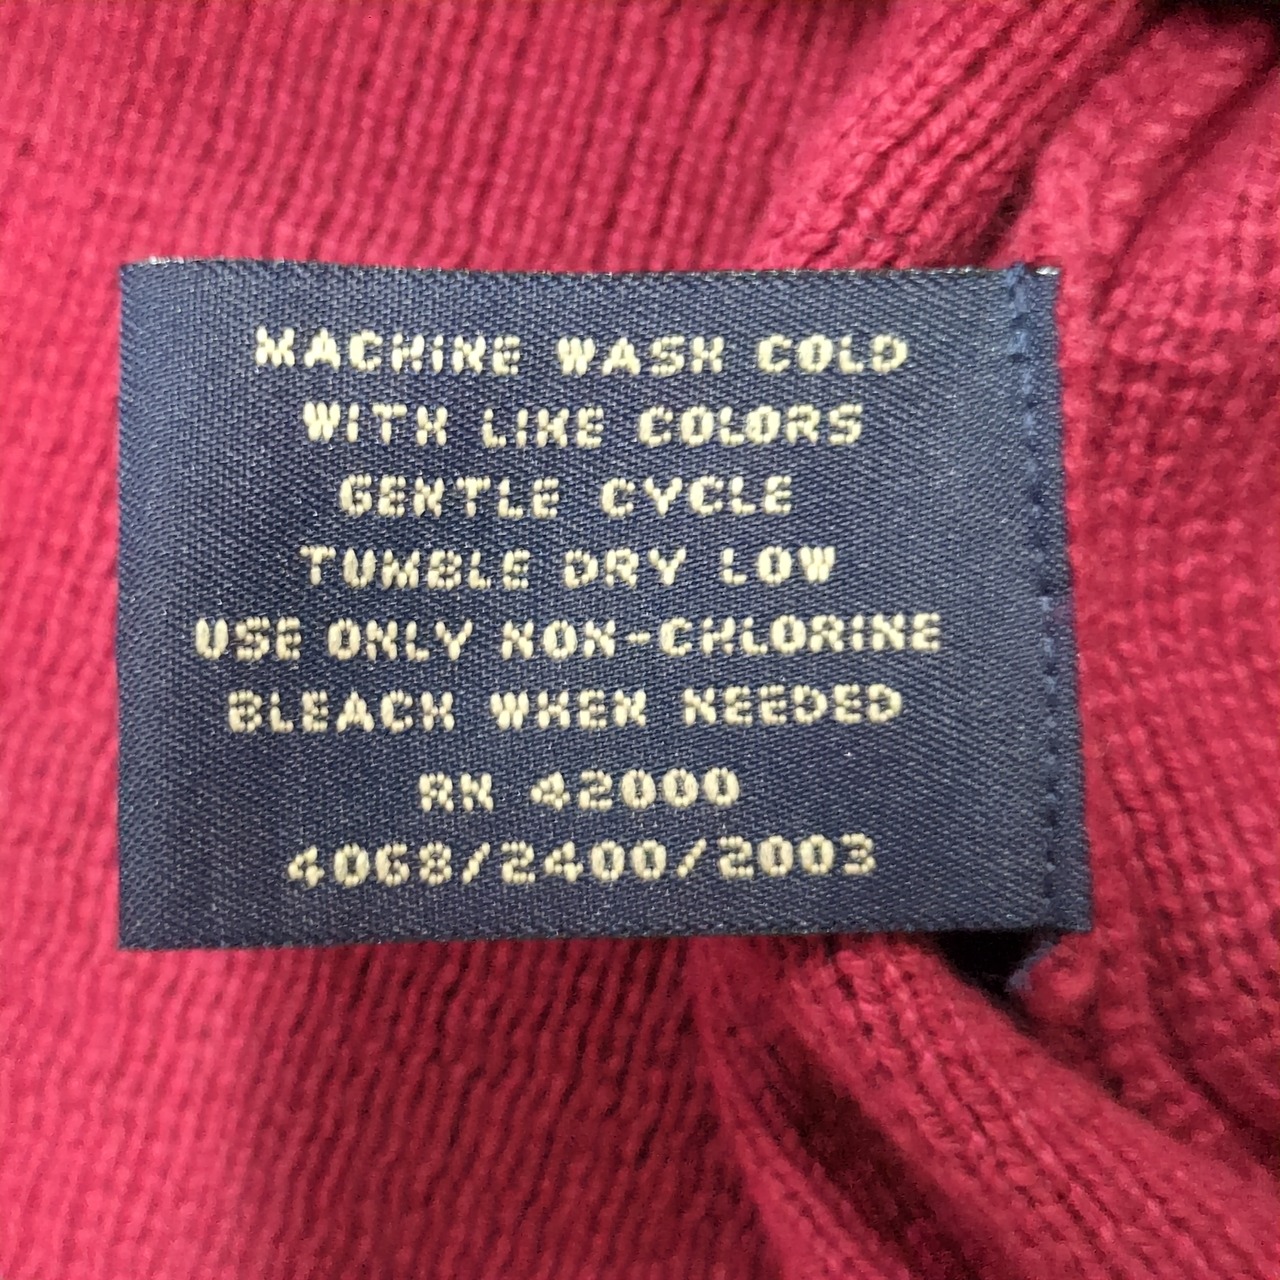 MACHINE WASH COLD
WITH LIKE COLORS
GENTLE CYCLE
TUMBLE DRY LOW
USE ONLY NON-CHLORINE
BLEACH WHEN NEEDED
RN 42000
4068/2400/2003